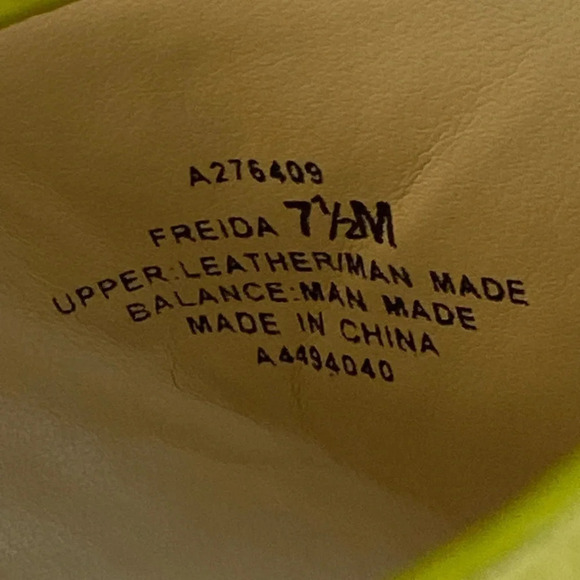 A276409
FREIDA 7½M
UPPER:LEATHER/MAN MADE
BALANCE:MAN MADE
MADE IN CHINA
A4494040